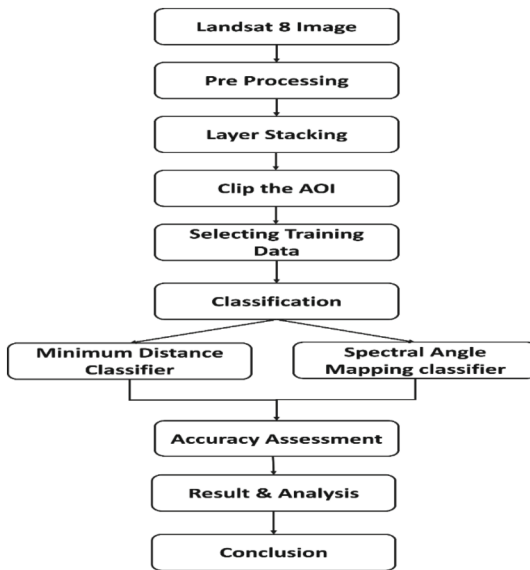 Landsat 8 Image
Pre Processing
Layer Stacking
Clip the AOI
Selecting Training
Data
Classification
Minimum Distance
Classifier
Spectral Angle
Mapping classifier
Accuracy Assessment
Result & Analysis
Conclusion